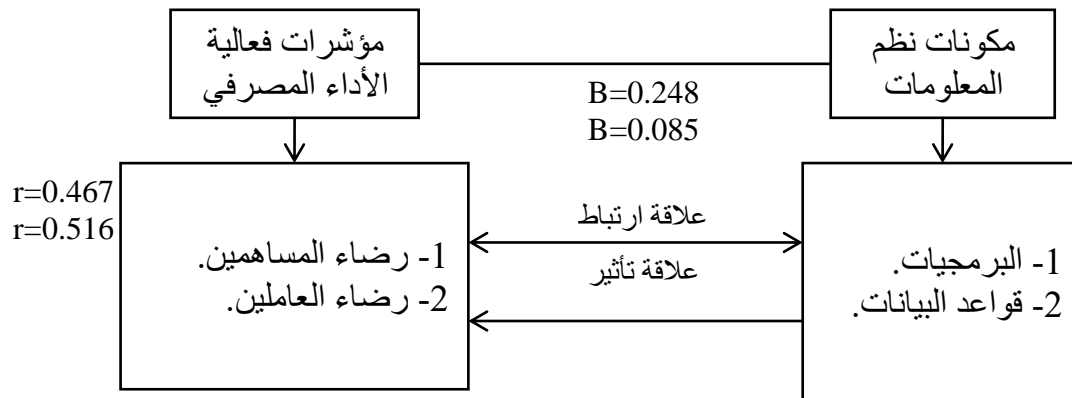 مكونات نظم
المعلومات
مؤشرات فعالية
الأداء المصرفي
B=0.248
B=0.085
r=0.467
r=0.516
علاقة ارتباط
علاقة تأثير
1- البرمجيات.
2- قواعد البيانات.
1- رضاء المساهمين.
2- رضاء العاملين.